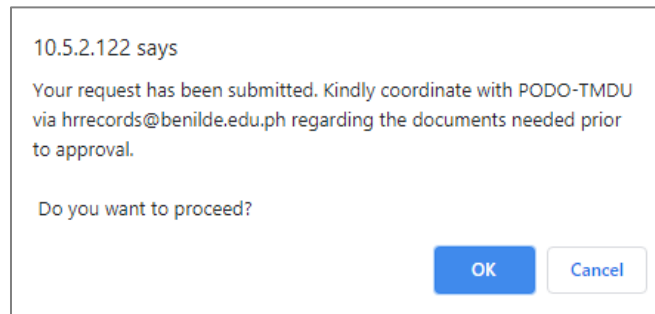 10.5.2.122 says
Your request has been submitted. Kindly coordinate with PODO-TMDU
via hrrecords@benilde.edu.ph regarding the documents needed prior
to approval.
Do you want to proceed?
OK
Cancel